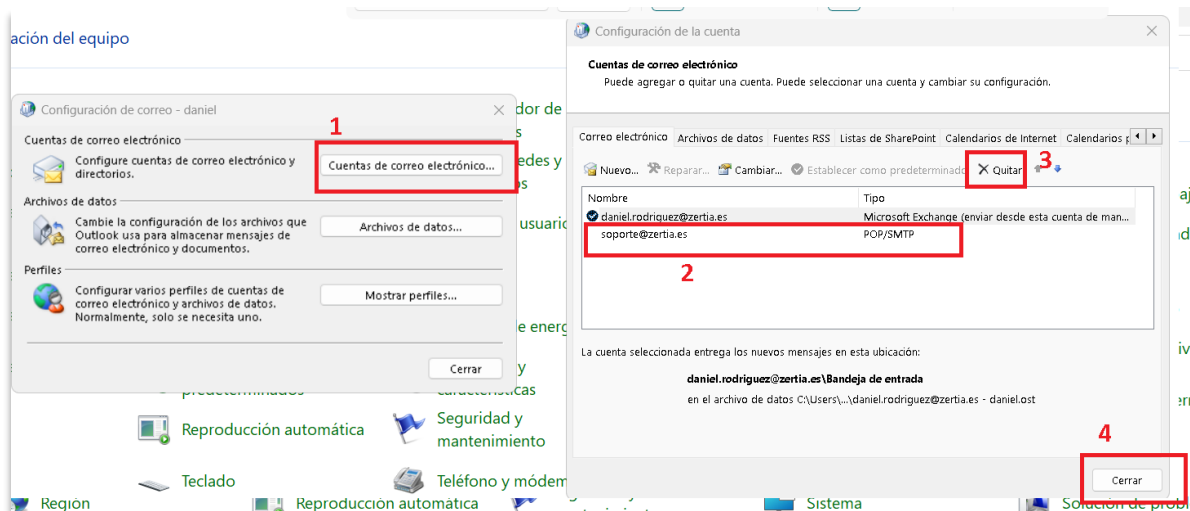 ación del equipo
Configuración de correo - daniel
1
Cuentas de correo electrónico
Configure cuentas de correo electrónico y
directorios.
Cuentas de correo electrónico...
Archivos de datos
Cambie la configuración de los archivos que
Outlook usa para almacenar mensajes de
correo electrónico y documentos.
Archivos de datos...
Perfiles
Configurar varios perfiles de cuentas de
correo electrónico y archivos de datos.
Normalmente, solo se necesita uno.
Mostrar perfiles...
Cerrar
dor de
edes y
usuario
de energ
y
características
Reproducción automática
Seguridad y
mantenimiento
Teclado
Teléfono y módem
Región
Reproducción automática
Sistema
Configuración de la cuenta
Cuentas de correo electrónico
Puede agregar o quitar una cuenta. Puede seleccionar una cuenta y cambiar su configuración.
Correo electrónico Archivos de datos Fuentes RSS Listas de SharePoint Calendarios de Internet Calendarios p
Nuevo... Reparar... Cambiar... Establecer como predeterminado Quitar
3
Nombre Tipo
daniel.rodriguez@zertia.es Microsoft Exchange (enviar desde esta cuenta de man...
soporte@zertia.es POP/SMTP
2
La cuenta seleccionada entrega los nuevos mensajes en esta ubicación:
daniel.rodriguez@zertia.es\Bandeja de entrada
en el archivo de datos C:\Users\...\daniel.rodriguez@zertia.es - daniel.ost
4
Cerrar